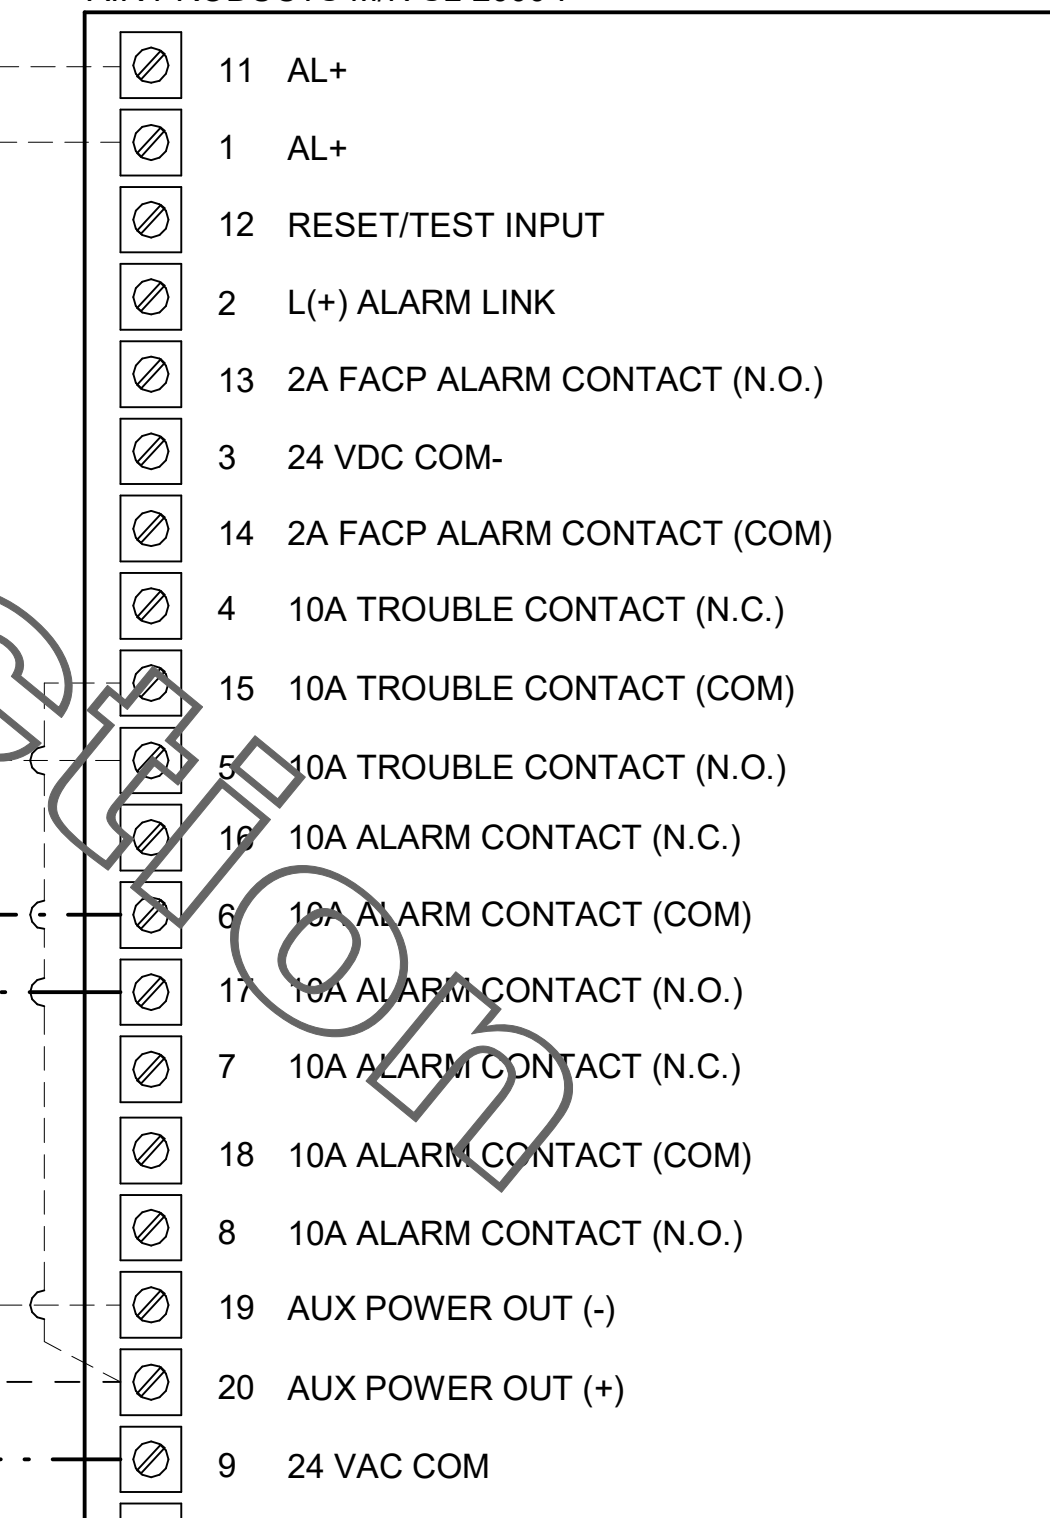 11 AL+
1 AL+
12 RESET/TEST INPUT
2 L(+) ALARM LINK
13 2A FACP ALARM CONTACT (N.O.)
3 24 VDC COM-
14 2A FACP ALARM CONTACT (COM)
4 10A TROUBLE CONTACT (N.C.)
15 10A TROUBLE CONTACT (COM)
5 10A TROUBLE CONTACT (N.O.)
16 10A ALARM CONTACT (N.C.)
6 10A ALARM CONTACT (COM)
17 10A ALARM CONTACT (N.O.)
7 10A ALARM CONTACT (N.C.)
18 10A ALARM CONTACT (COM)
8 10A ALARM CONTACT (N.O.)
19 AUX POWER OUT (-)
20 AUX POWER OUT (+)
9 24 VAC COM
ction